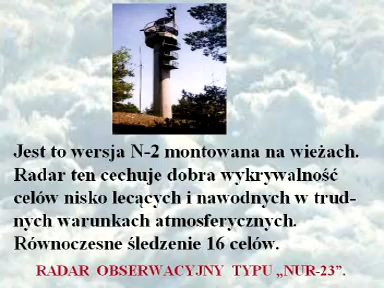 Jest to wersja N-2 montowana na wieżach.
Radar ten cechuje dobra wykrywalność
celów nisko lecących i nawodnych w trud-
nych warunkach atmosferycznych.
Równoczesne śledzenie 16 celów.
RADAR OBSERWACYJNY TYPU „NUR-23”.